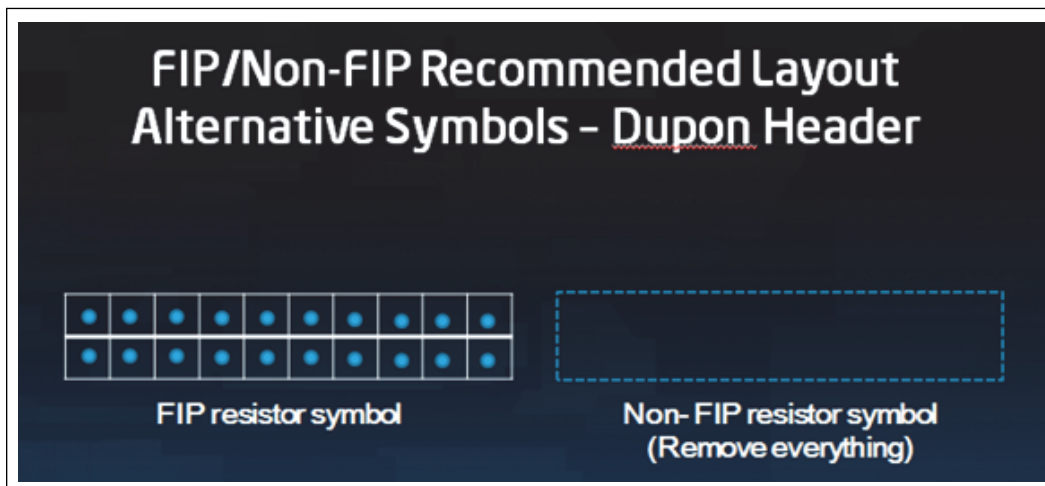 FIP/Non-FIP Recommended Layout
Alternative Symbols – Dupon Header
FIP resistor symbol
Non- FIP resistor symbol
(Remove everything)